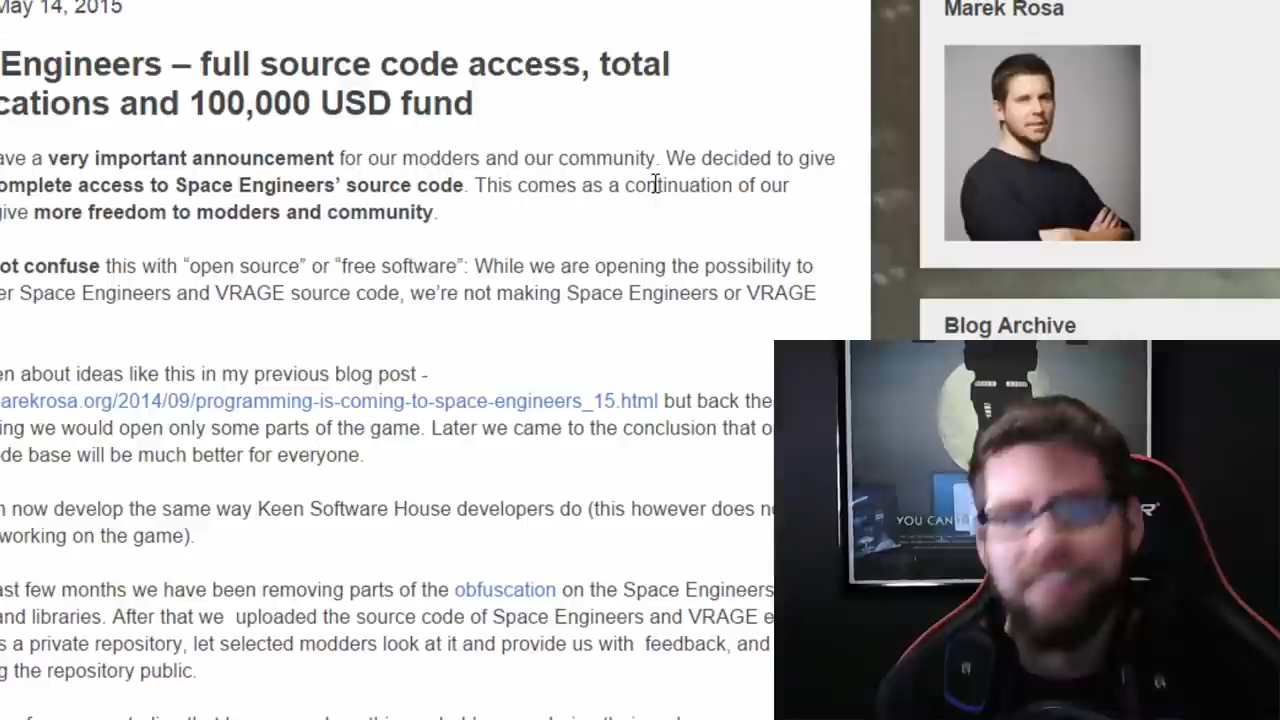 May 14, 2015
Engineers – full source code access, total
cations and 100,000 USD fund
ave a very important announcement for our modders and our community. We decided to give
omplete access to Space Engineers’ source code. This comes as a continuation of our
give more freedom to modders and community.
ot confuse this with “open source” or “free software”: While we are opening the possibility to
er Space Engineers and VRAGE source code, we’re not making Space Engineers or VRAGE
en about ideas like this in my previous blog post -
arekrosa.org/2014/09/programming-is-coming-to-space-engineers_15.html but back the
ing we would open only some parts of the game. Later we came to the conclusion that o
ode base will be much better for everyone.
n now develop the same way Keen Software House developers do (this however does n
working on the game).
ast few months we have been removing parts of the obfuscation on the Space Engineers
and libraries. After that we uploaded the source code of Space Engineers and VRAGE e
s a private repository, let selected modders look at it and provide us with feedback, and
g the repository public.
Marek Rosa
Blog Archive
YOU CAN